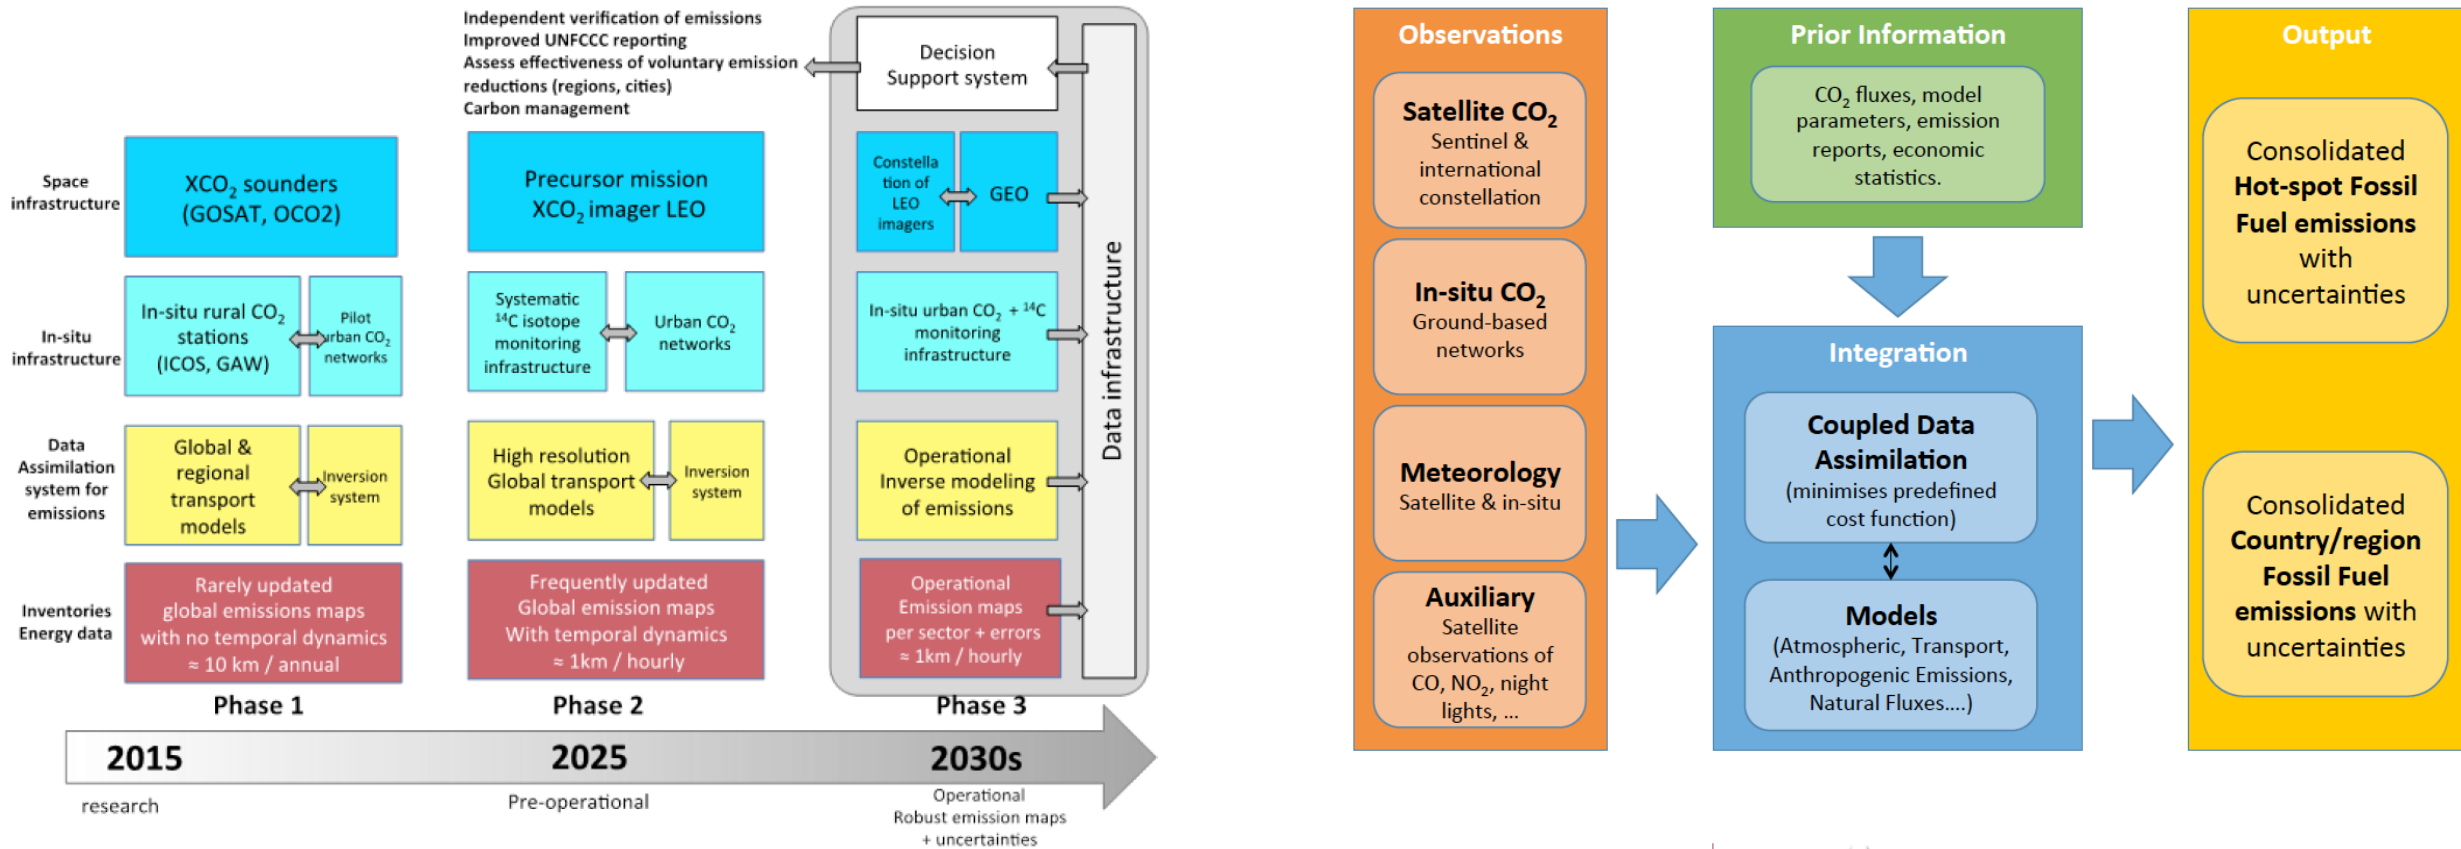 Independent verification of emissions
Improved UNFCCC reporting
Assess effectiveness of voluntary emission
reductions (regions, cities)
Carbon management
Decision
Support system
Space
infrastructure
XCO₂ sounders
(GOSAT, OCO2)
Precursor mission
XCO₂ imager LEO
Constella
tion of
LEO
imagers
GEO
In-situ
infrastructure
In-situ rural CO₂
stations
(ICOS, GAW)
Pilot
urban CO₂
networks
Systematic
¹⁴C isotope
monitoring
infrastructure
Urban CO₂
networks
In-situ urban CO₂ + ¹⁴C
monitoring
infrastructure
Data
Assimilation
system for
emissions
Global &
regional
transport
models
Inversion
system
High resolution
Global transport
models
Inversion
system
Operational
Inverse modeling
of emissions
Inventories
Energy data
Rarely updated
global emissions maps
with no temporal dynamics
≈ 10 km / annual
Frequently updated
Global emission maps
With temporal dynamics
≈ 1km / hourly
Operational
Emission maps
per sector + errors
≈ 1km / hourly
Data infrastructure
Phase 1
Phase 2
Phase 3
2015
2025
2030s
research
Pre-operational
Operational
Robust emission maps
+ uncertainties
Observations
Satellite CO₂
Sentinel &
international
constellation
In-situ CO₂
Ground-based
networks
Meteorology
Satellite & in-situ
Auxiliary
Satellite
observations of
CO, NO₂, night
lights, ...
Prior Information
CO₂ fluxes, model
parameters, emission
reports, economic
statistics.
Integration
Coupled Data
Assimilation
(minimises predefined
cost function)
Models
(Atmospheric, Transport,
Anthropogenic Emissions,
Natural Fluxes....)
Output
Consolidated
Hot-spot Fossil
Fuel emissions
with
uncertainties
Consolidated
Country/region
Fossil Fuel
emissions with
uncertainties